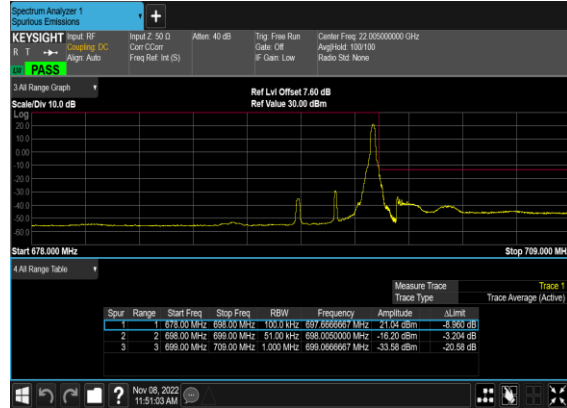 Spectrum Analyzer 1
Spurious Emissions
KEYSIGHT Input: RF Input Z: 50 Ω Atten: 40 dB Trig: Free Run Center Freq: 22.005000000 GHz
R T Coupling: DC Corr CCorr Gate: Off Avg|Hold: 100/100
Align: Auto Freq Ref: Int (S) IF Gain: Low Radio Std: None
PASS
3 All Range Graph Ref Lvl Offset 7.60 dB
Scale/Div 10.0 dB Ref Value 30.00 dBm
Log
20.0
10.0
0.00
-10.0
-20.0
-30.0
-40.0
-50.0
-60.0
Start 678.000 MHz Stop 709.000 MH
4 All Range Table
Measure Trace Trace 1
Trace Type Trace Average (Active)
Spur Range Start Freq Stop Freq RBW Frequency Amplitude ΔLimit
1 1 678.00 MHz 698.00 MHz 100.0 kHz 697.6666667 MHz 21.04 dBm -8.960 dB
2 2 698.00 MHz 699.00 MHz 51.00 kHz 698.0050000 MHz -16.20 dBm -3.204 dB
3 3 699.00 MHz 709.00 MHz 1.000 MHz 699.0666667 MHz -33.58 dBm -20.58 dB
Nov 08, 2022
11:51:03 AM